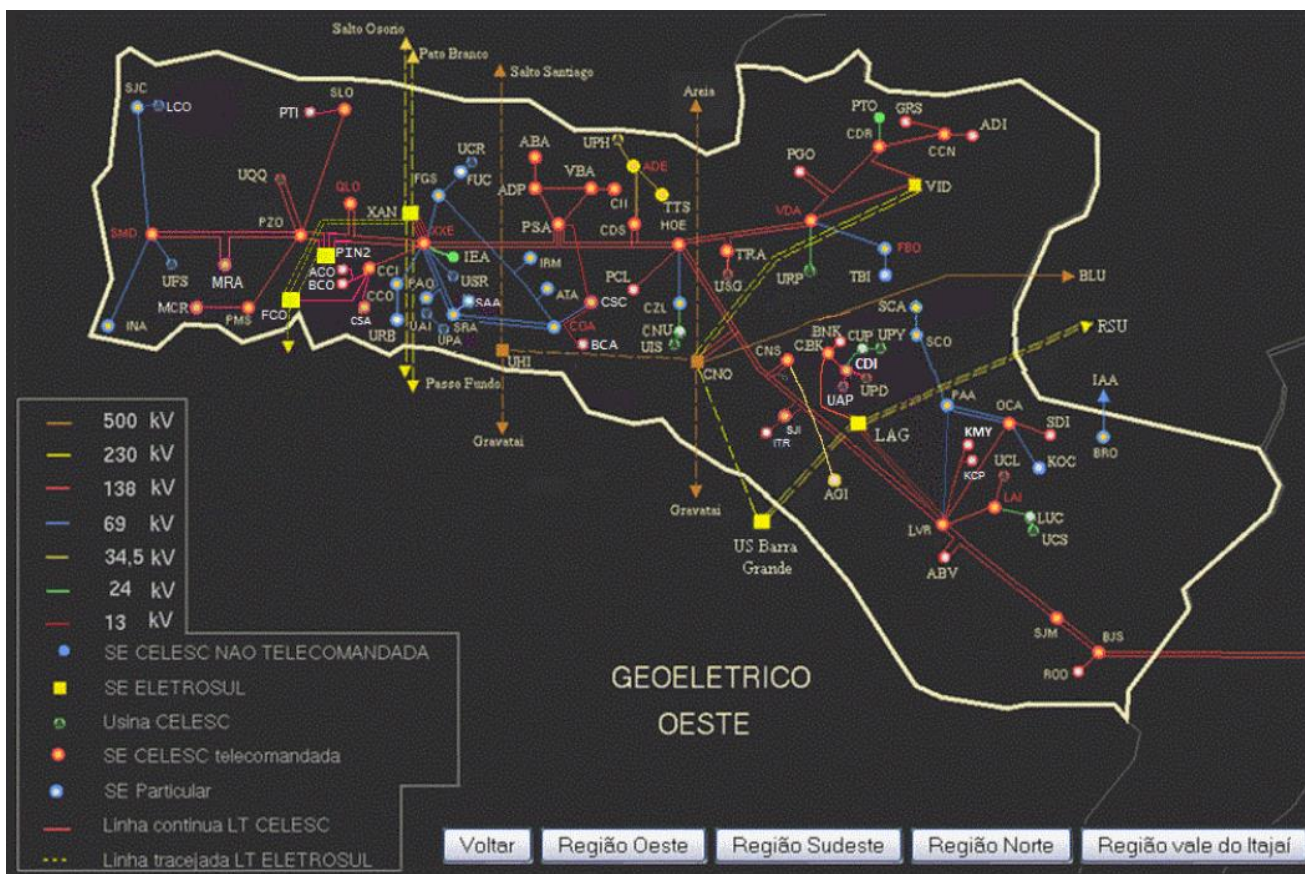 Salto Osorio
Pato Branco
Salto Santiago
Areia
SJC
LCO
PTI
SLO
UQQ
QLO
PZO
XAN
PIN2
SMD
UFS
MRA
MCR
PMS
INA
FCO
ACO
BCO
CCI
CCO
CSA
URB
PAO
UAI
UPA
SRA
SAA
USR
IEA
XXE
FGS
UCR
FUC
ABA
ADP
VBA
CII
PSA
IRM
ATA
CSC
COA
BCA
UPH
ADE
TTS
CDS
HOE
PCL
CZL
CNU
UIS
TRA
USG
PGO
VDA
URP
TBI
FBO
PTO
CDR
GRS
CCN
ADI
VID
BLU
RSU
SCA
SCO
PAA
OCA
SDI
KOC
KMY
KCP
UCL
LAI
LUC
UCS
LVR
ABV
SJM
BJS
ROD
IAA
BRO
CNS
BNK
CBK
CUP
UPY
CDI
UPD
UAP
LAG
SJI
ITR
AGI
UHI
CNO
Passo Fundo
Gravatai
Gravatai
US Barra
Grande
500 kV
230 kV
138 kV
69 kV
34,5 kV
24 kV
13 kV
SE CELESC NAO TELECOMANDADA
SE ELETROSUL
Usina CELESC
SE CELESC telecomandada
SE Particular
Linha continua LT CELESC
Linha tracejada LT ELETROSUL
GEOELETRICO
OESTE
Voltar
Região Oeste
Região Sudeste
Região Norte
Região vale do Itajaí